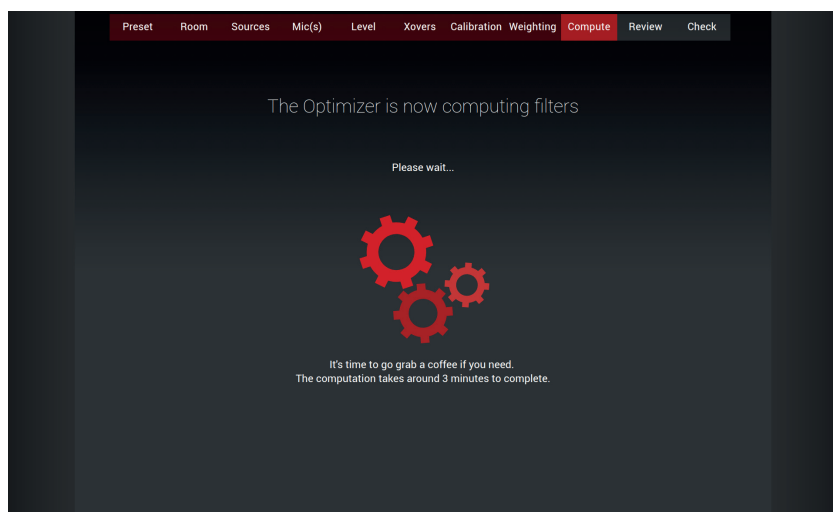 Preset Room Sources Mic(s) Level Xovers Calibration Weighting Compute Review Check
The Optimizer is now computing filters
Please wait...
It's time to go grab a coffee if you need.
The computation takes around 3 minutes to complete.